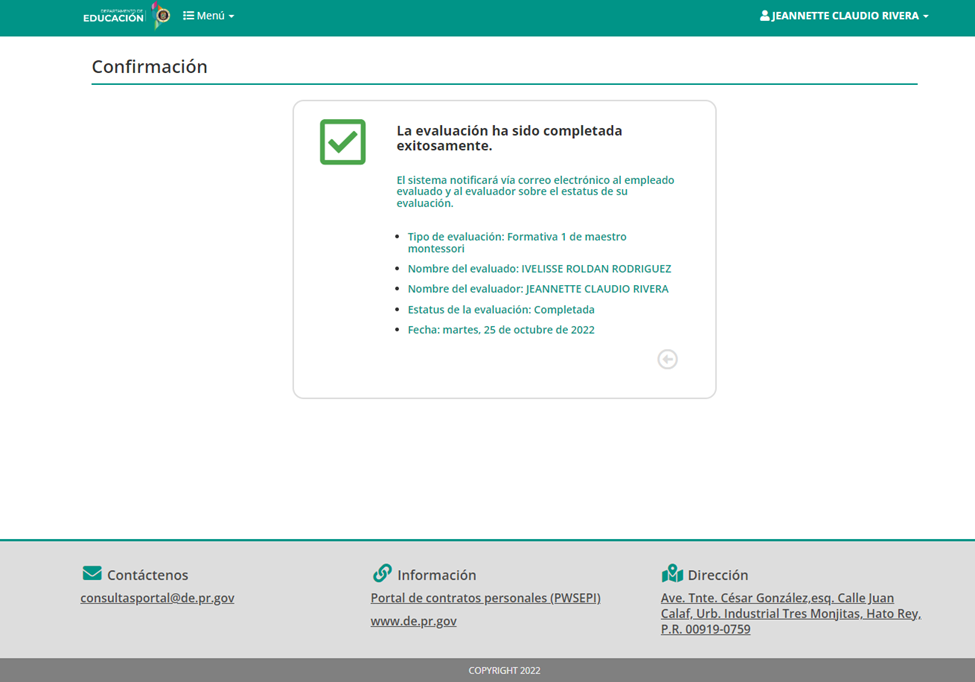 DEPARTAMENTO DE
EDUCACIÓN
Menú
JEANNETTE CLAUDIO RIVERA
Confirmación
La evaluación ha sido completada
exitosamente.
El sistema notificará vía correo electrónico al empleado
evaluado y al evaluador sobre el estatus de su
evaluación.
Tipo de evaluación: Formativa 1 de maestro
montessori
Nombre del evaluado: IVELISSE ROLDAN RODRIGUEZ
Nombre del evaluador: JEANNETTE CLAUDIO RIVERA
Estatus de la evaluación: Completada
Fecha: martes, 25 de octubre de 2022
Contáctenos
consultasportal@de.pr.gov
Información
Portal de contratos personales (PWSEPI)
www.de.pr.gov
Dirección
Ave. Tnte. César González,esq. Calle Juan
Calaf, Urb. Industrial Tres Monjitas, Hato Rey,
P.R. 00919-0759
COPYRIGHT 2022